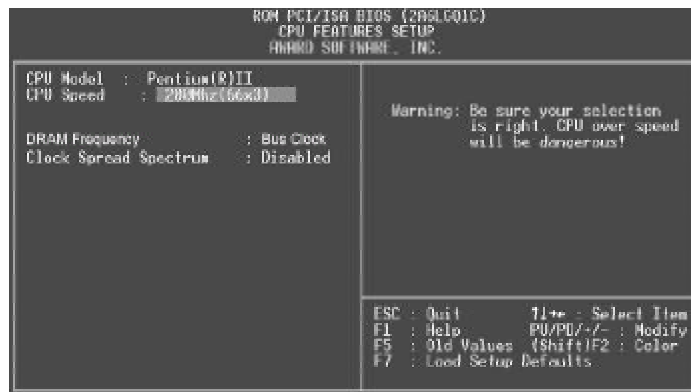 ROM PCI/ISA BIOS (2A6LGQ1C)
CPU FEATURES SETUP
AWARD SOFTWARE, INC.
CPU Model : Pentium(R)II
CPU Speed : 200Mhz(66x3)
DRAM Frequency : Bus Clock
Clock Spread Spectrum : Disabled
Warning: Be sure your selection
is right. CPU over speed
will be dangerous!
ESC : Quit ↑↓→← : Select Item
F1 : Help PU/PD/+/- : Modify
F5 : Old Values (Shift)F2 : Color
F7 : Load Setup Defaults